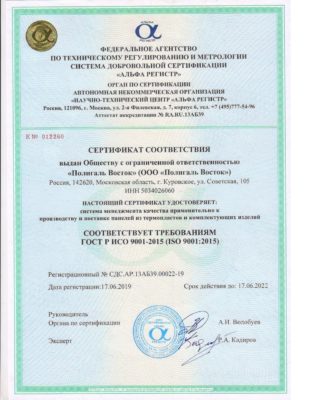 ФЕДЕРАЛЬНОЕ АГЕНТСТВО
ПО ТЕХНИЧЕСКОМУ РЕГУЛИРОВАНИЮ И МЕТРОЛОГИИ
СИСТЕМА ДОБРОВОЛЬНОЙ СЕРТИФИКАЦИИ
«АЛЬФА РЕГИСТР»
ОРГАН ПО СЕРТИФИКАЦИИ
АВТОНОМНАЯ НЕКОММЕРЧЕСКАЯ ОРГАНИЗАЦИЯ
«НАУЧНО-ТЕХНИЧЕСКИЙ ЦЕНТР «АЛЬФА РЕГИСТР»
Россия, 121096, г. Москва, ул. 2-я Филевская, д. 7, корпус 6, тел. +7 (495)777-54-96
Аттестат аккредитации № RA.RU.13АБ39
Е № 012260
СЕРТИФИКАТ СООТВЕТСТВИЯ
выдан Обществу с ограниченной ответственностью
«Полигаль Восток» (ООО «Полигаль Восток»)
Россия, 142620, Московская область, г. Куровское, ул. Советская, 105
ИНН 5034026060
НАСТОЯЩИЙ СЕРТИФИКАТ УДОСТОВЕРЯЕТ:
система менеджмента качества применительно к
производству и поставке панелей из термопластов и комплектующих изделий
СООТВЕТСТВУЕТ ТРЕБОВАНИЯМ
ГОСТ Р ИСО 9001-2015 (ISO 9001:2015)
Регистрационный № СДС.АР.13АБ39.00022-19
Дата регистрации: 17.06.2019 Срок действия до 17.06.2022
Руководитель
Органа по сертификации А.И. Волобуев
Эксперт А. Кадиров